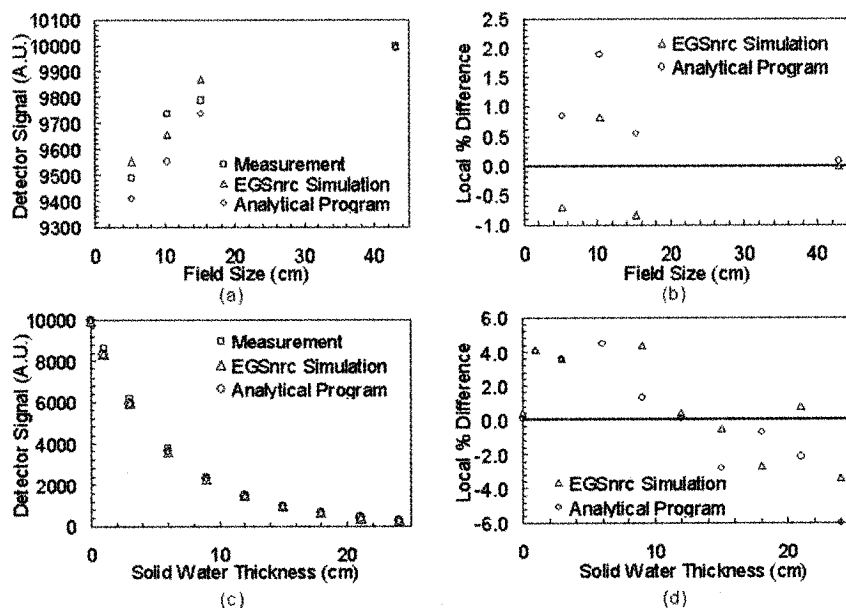 Detector Signal (A.U.)
10000
9900
9800
9700
9600
9500
9400
9300
Measurement
EGSnrc Simulation
Analytical Program
0 10 20 30 40
Field Size (cm)
(a)
Local % Difference
2.5
2.0
1.5
1.0
0.5
0.0
-0.5
-1.0
EGSnrc Simulation
Analytical Program
0 10 20 30 40
Field Size (cm)
(b)
Detector Signal (A.U.)
10000
8000
6000
4000
2000
0
Measurement
EGSnrc Simulation
Analytical Program
0 10 20
Solid Water Thickness (cm)
(c)
Local % Difference
6.0
4.0
2.0
0.0
-2.0
-4.0
-6.0
EGSnrc Simulation
Analytical Program
0 10 20
Solid Water Thickness (cm)
(d)